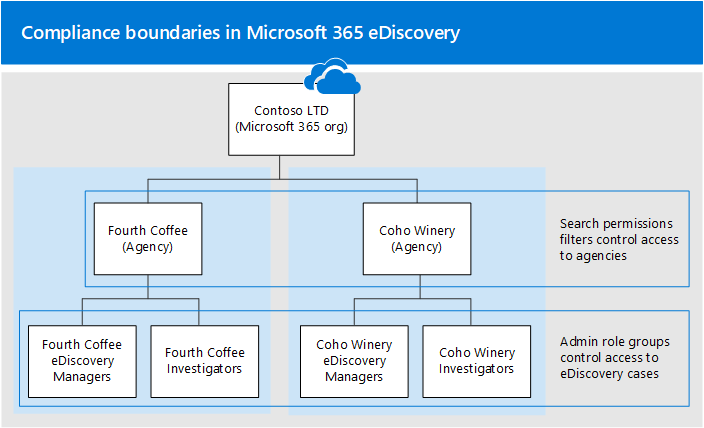 Compliance boundaries in Microsoft 365 eDiscovery
Contoso LTD
(Microsoft 365 org)
Fourth Coffee
(Agency)
Coho Winery
(Agency)
Search permissions
filters control access
to agencies
Fourth Coffee
eDiscovery
Managers
Fourth Coffee
Investigators
Coho Winery
eDiscovery
Managers
Coho Winery
Investigators
Admin role groups
control access to
eDiscovery cases